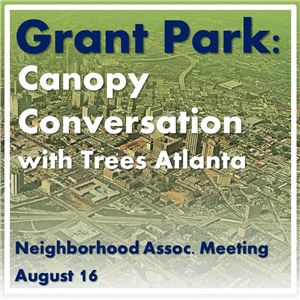 Grant Park:
Canopy
Conversation
with Trees Atlanta
Neighborhood Assoc. Meeting
August 16